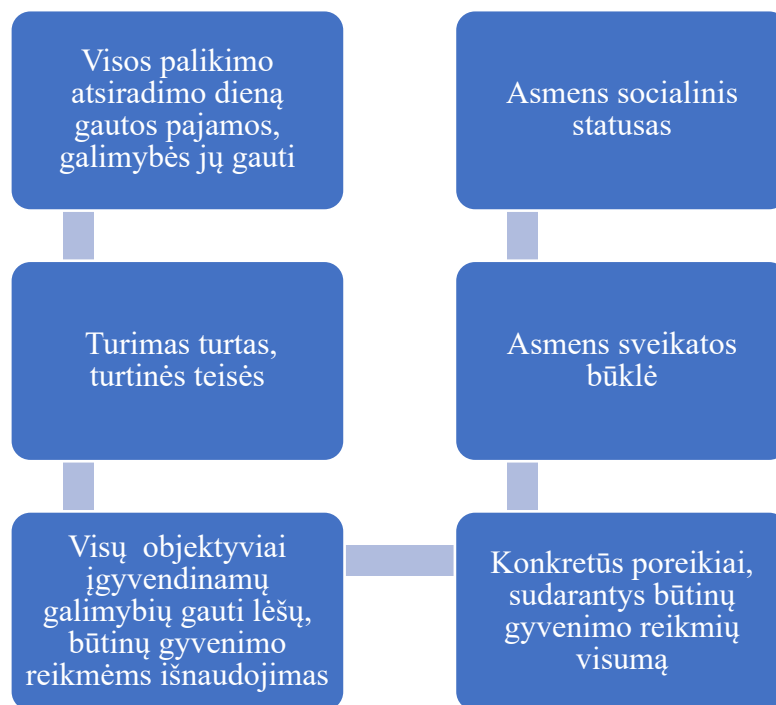 Visos palikimo
atsiradimo dieną
gautos pajamos,
galimybės jų gauti
Turimas turtas,
turtinės teisės
Visų objektyviai
įgyvendinamų
galimybių gauti lėšų,
būtinų gyvenimo
reikmėms išnaudojimas
Konkretūs poreikiai,
sudarantys būtinų
gyvenimo reikmių
visumą
Asmens sveikatos
būklė
Asmens socialinis
statusas